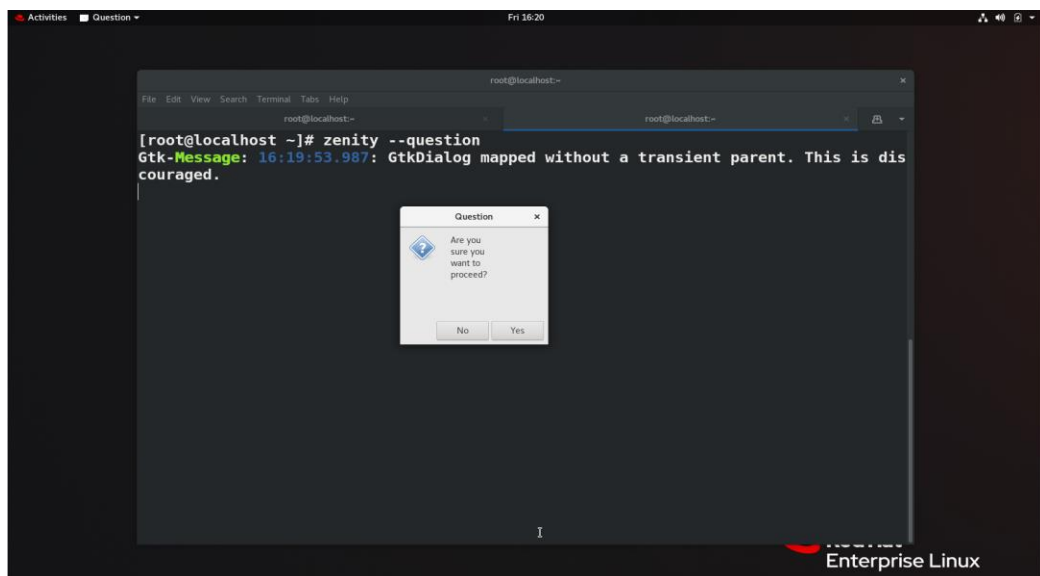 Activities Question Fri 16:20
root@localhost:~
File Edit View Search Terminal Tabs Help
root@localhost:~ root@localhost:~
[root@localhost ~]# zenity --question
Gtk-Message: 16:19:53.987: GtkDialog mapped without a transient parent. This is dis
couraged.
Question
Are you
sure you
want to
proceed?
No Yes
Enterprise Linux